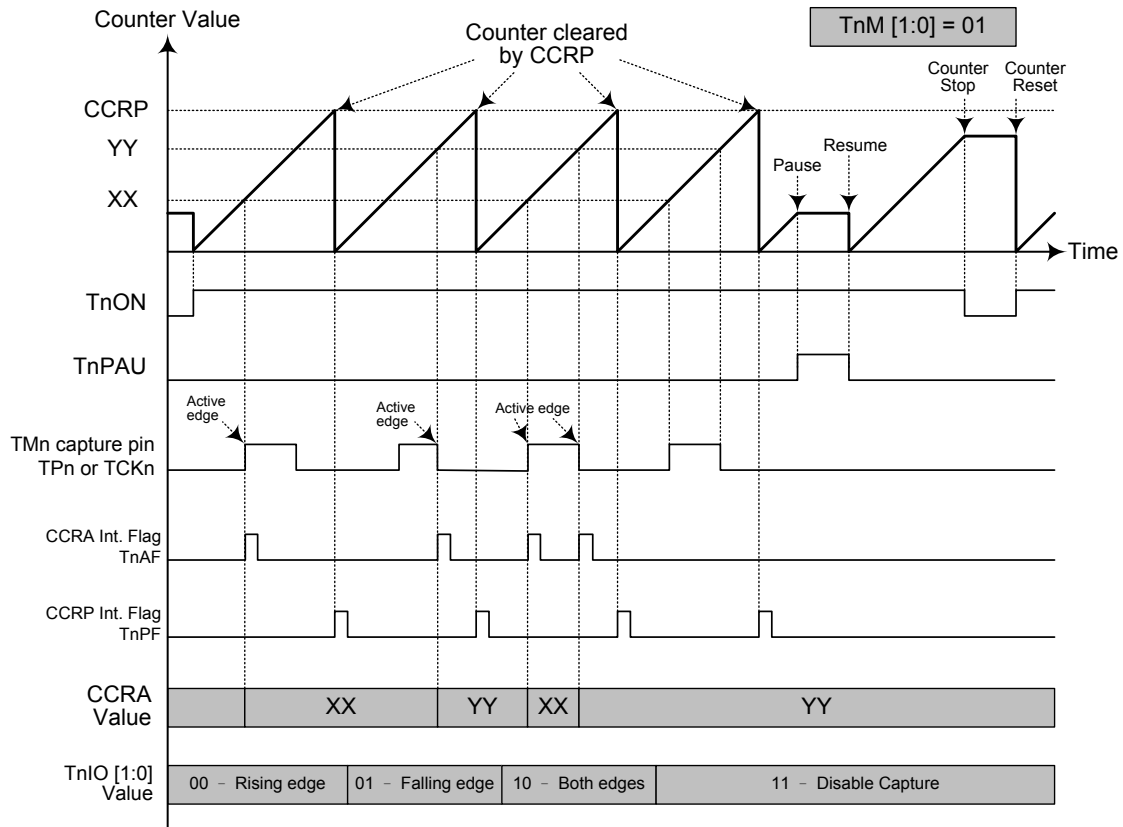 Counter Value
TnM [1:0] = 01
Counter cleared
by CCRP
Counter
Stop
Counter
Reset
CCRP
YY
XX
Pause
Resume
Time
TnON
TnPAU
Active
edge
Active
edge
Active edge
TMn capture pin
TPn or TCKn
CCRA Int. Flag
TnAF
CCRP Int. Flag
TnPF
CCRA
Value
XX
YY
XX
YY
TnIO [1:0]
Value
00 – Rising edge
01 – Falling edge
10 – Both edges
11 – Disable Capture